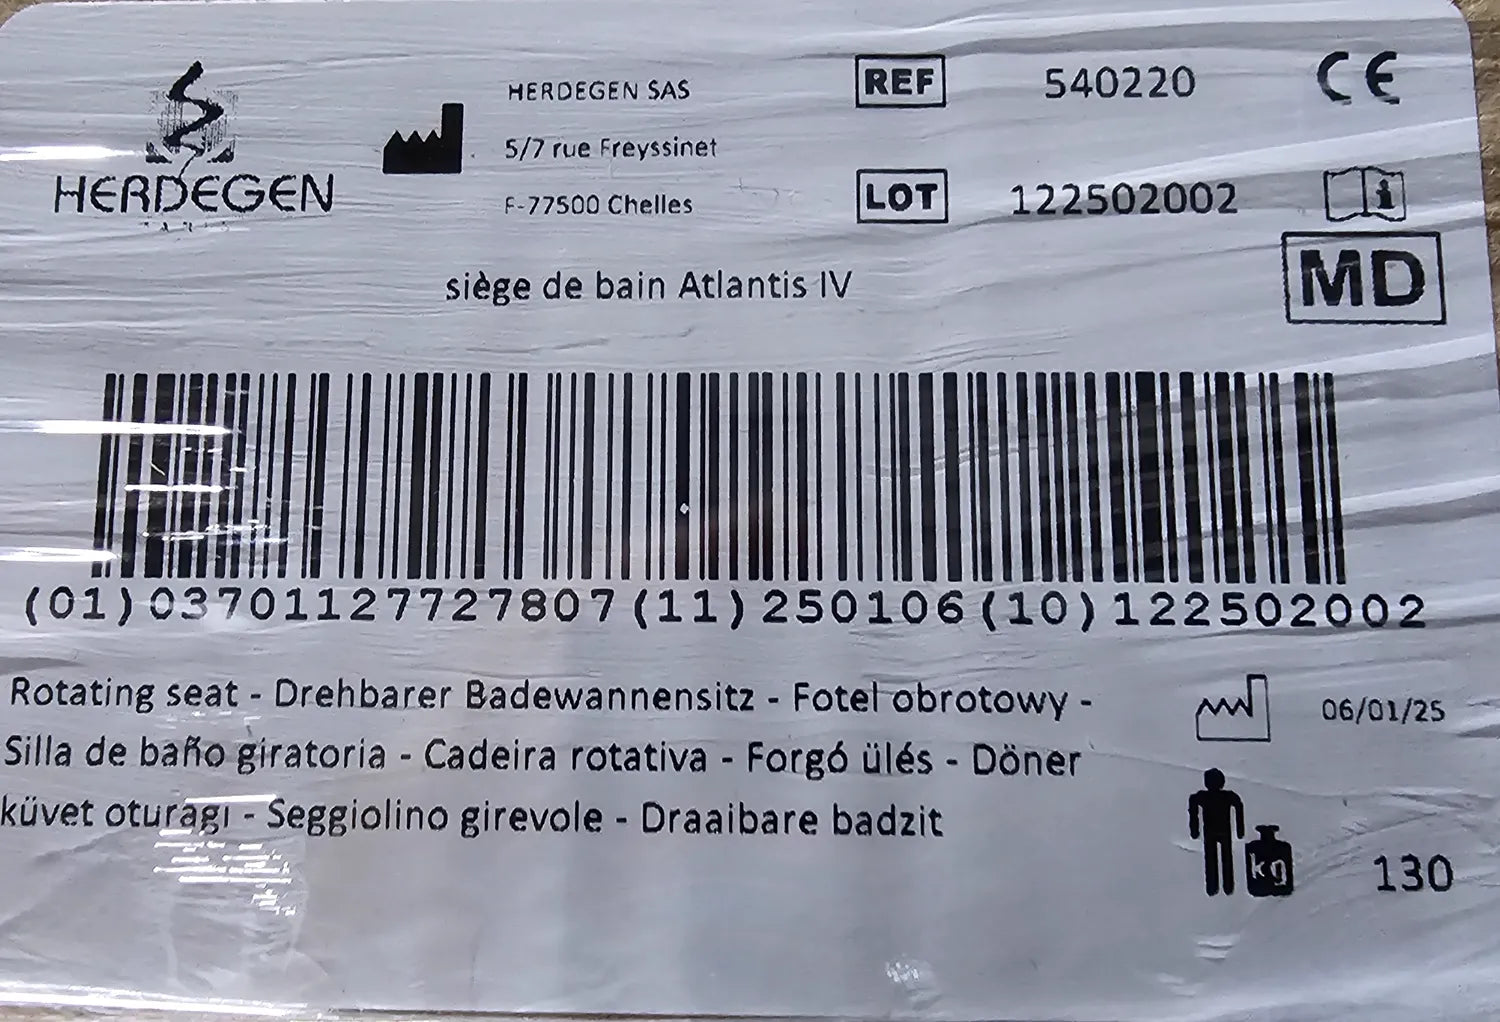 HERDEGEN
HERDEGEN SAS
5/7 rue Freyssinet
F-77500 Chelles
REF 540220
LOT 122502002
MD
siège de bain Atlantis IV
(01)03701127727807(11)250106(10)122502002
Rotating seat - Drehbarer Badewannensitz - Fotel obrotowy -
Silla de baño giratoria - Cadeira rotativa - Forgó ülés - Döner
küvet oturagı - Seggiolino girevole - Draaibare badzit
06/01/25
kg
130